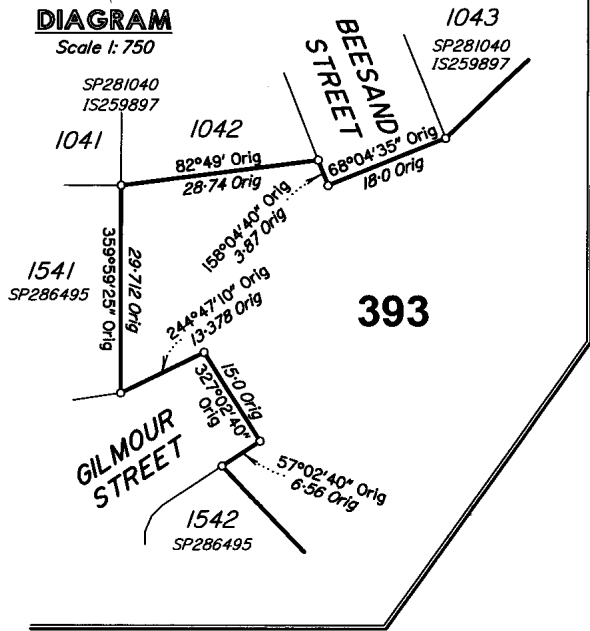 DIAGRAM
Scale 1: 750
SP281040
IS259897
1041
1042
BEESAND
STREET
1043
SP281040
IS259897
82°49' Orig
28·74 Orig
68°04'35" Orig
18·0 Orig
158°04'40" Orig
3·87 Orig
1541
SP286495
29·712 Orig
359°59'25" Orig
244°47'10" Orig
13·378 Orig
393
15·0 Orig
327°02'40"
Orig
GILMOUR
STREET
57°02'40" Orig
6·56 Orig
1542
SP286495